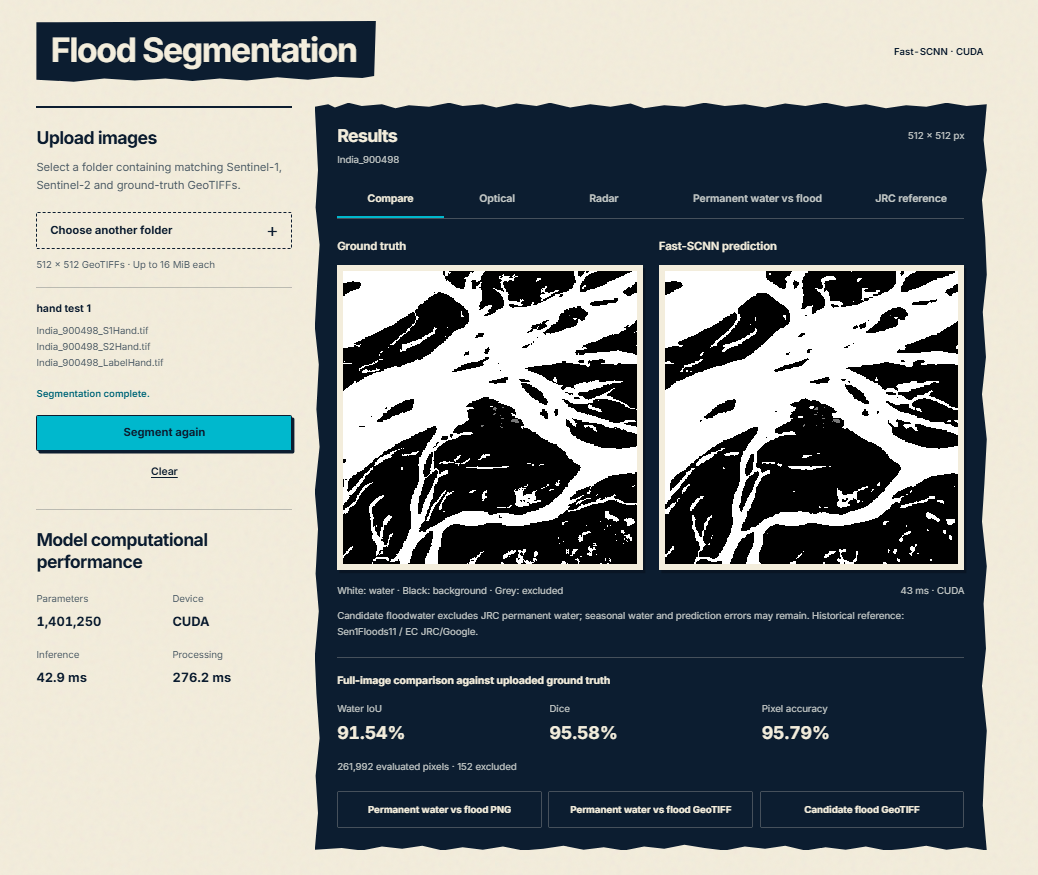 Flood Segmentation
Fast-SCNN · CUDA
Upload images
Select a folder containing matching Sentinel-1,
Sentinel-2 and ground-truth GeoTIFFs.
Choose another folder +
512 × 512 GeoTIFFs · Up to 16 MiB each
hand test 1
India_900498_S1Hand.tif
India_900498_S2Hand.tif
India_900498_LabelHand.tif
Segmentation complete.
Segment again
Clear
Model computational
performance
Parameters Device
1,401,250 CUDA
Inference Processing
42.9 ms 276.2 ms
Results 512 × 512 px
India_900498
Compare Optical Radar Permanent water vs flood JRC reference
Ground truth Fast-SCNN prediction
White: water · Black: background · Grey: excluded 43 ms · CUDA
Candidate floodwater excludes JRC permanent water; seasonal water and prediction errors may remain. Historical reference:
Sen1Floods11 / EC JRC/Google.
Full-image comparison against uploaded ground truth
Water IoU Dice Pixel accuracy
91.54% 95.58% 95.79%
261,992 evaluated pixels · 152 excluded
Permanent water vs flood PNG Permanent water vs flood GeoTIFF Candidate flood GeoTIFF